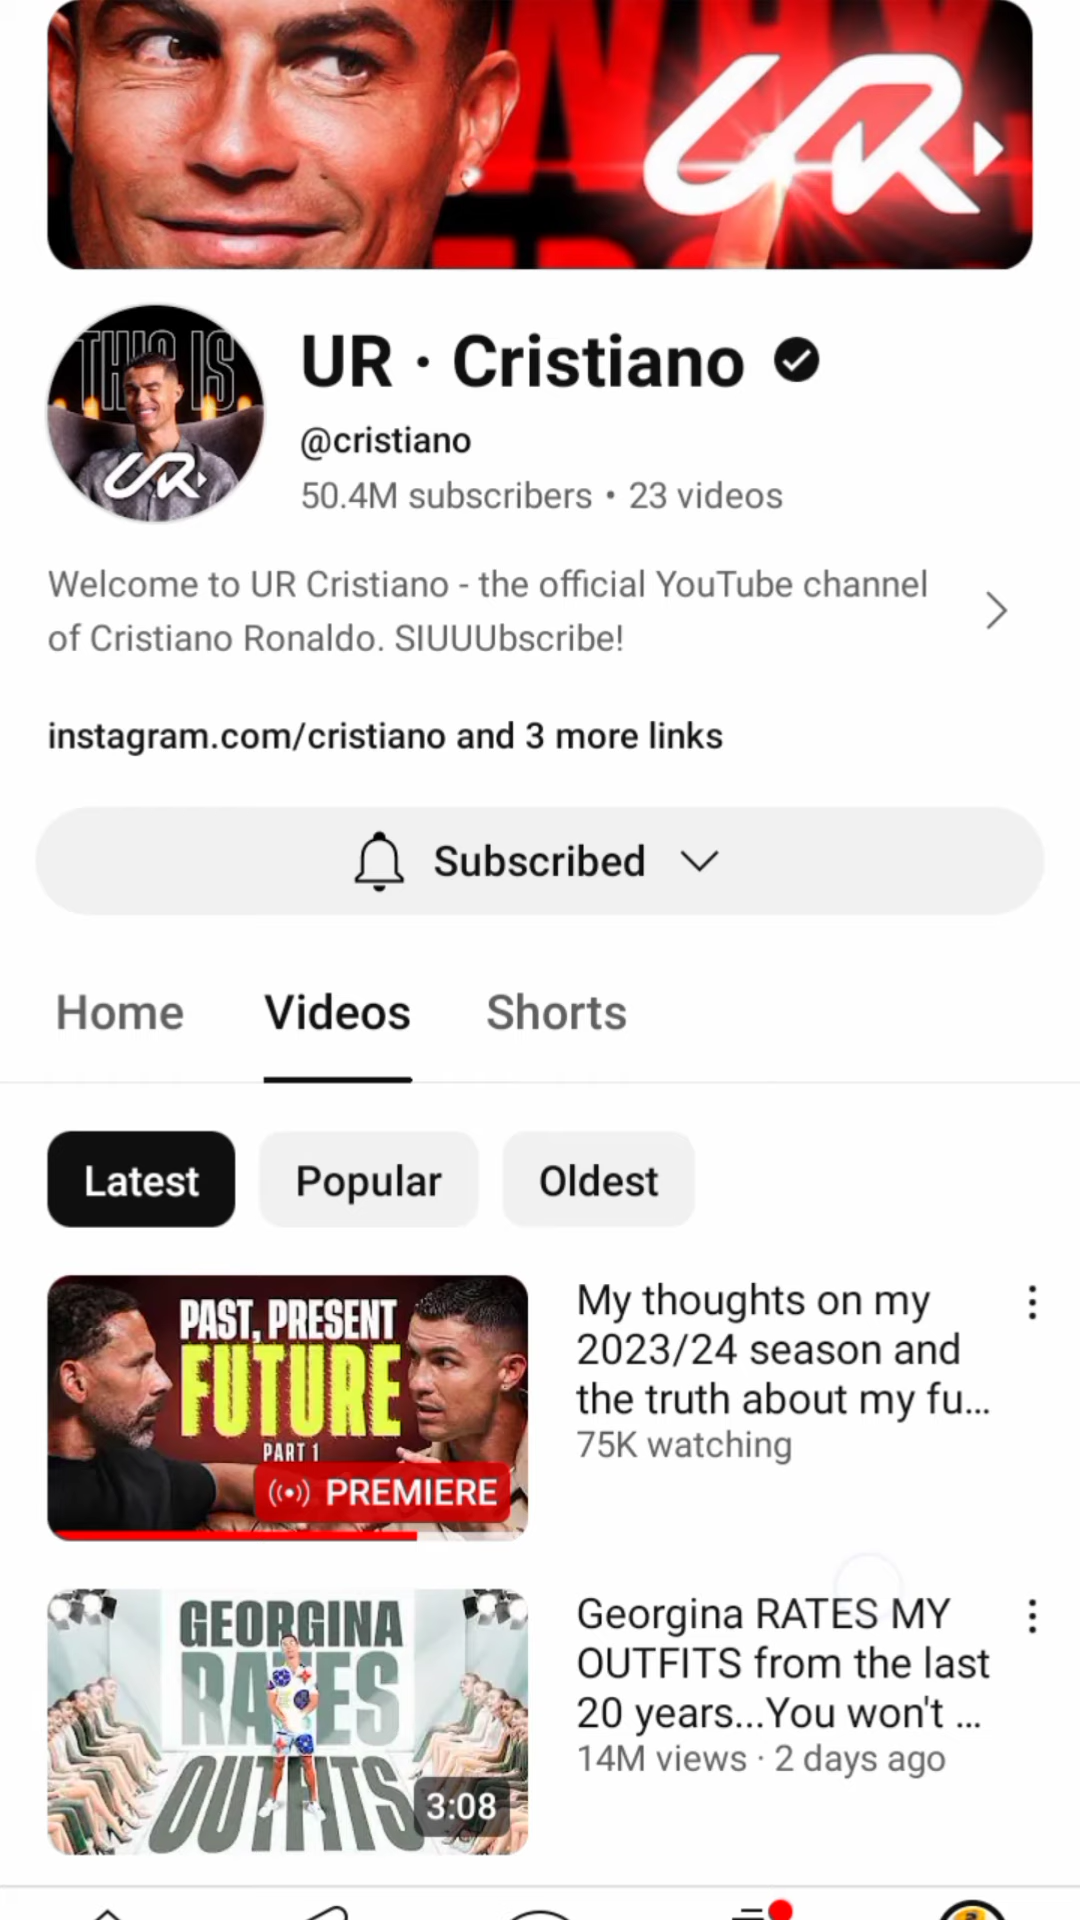 UR
THIS IS
UR
UR · Cristiano
@cristiano
50.4M subscribers • 23 videos
Welcome to UR Cristiano - the official YouTube channel
of Cristiano Ronaldo. SIUUUbscribe!
instagram.com/cristiano and 3 more links
Subscribed
Home Videos Shorts
Latest Popular Oldest
PAST, PRESENT
FUTURE
PART 1
PREMIERE
My thoughts on my
2023/24 season and
the truth about my fu...
75K watching
GEORGINA
RATES
OUTFITS
3:08
Georgina RATES MY
OUTFITS from the last
20 years...You won't ...
14M views · 2 days ago